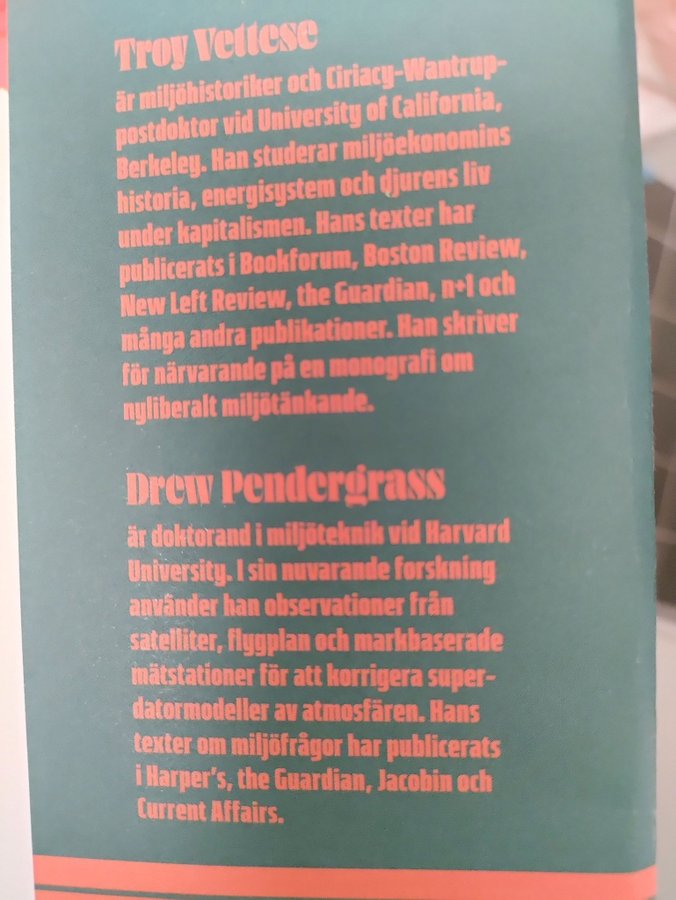 Troy Vettese
är miljöhistoriker och Ciriacy-Wantrup-
postdoktor vid University of California,
Berkeley. Han studerar miljöekonomins
historia, energisystem och djurens liv
under kapitalismen. Hans texter har
publicerats i Bookforum, Boston Review,
New Left Review, the Guardian, n+1 och
många andra publikationer. Han skriver
för närvarande på en monografi om
nyliberalt miljötänkande.
Drew Pendergrass
är doktorand i miljöteknik vid Harvard
University. I sin nuvarande forskning
använder han observationer från
satelliter, flygplan och markbaserade
mätstationer för att korrigera super-
datormodeller av atmosfären. Hans
texter om miljöfrågor har publicerats
i Harper's, the Guardian, Jacobin och
Current Affairs.